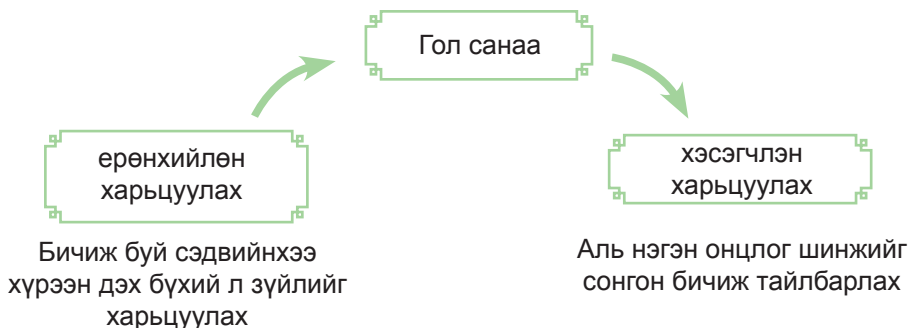 Гол санаа
ерөнхийлөн
харьцуулах
Бичиж буй сэдвийнхээ
хүрээн дэх бүхий л зүйлийг
харьцуулах
хэсэгчлэн
харьцуулах
Аль нэгэн онцлог шинжийг
сонгон бичиж тайлбарлах